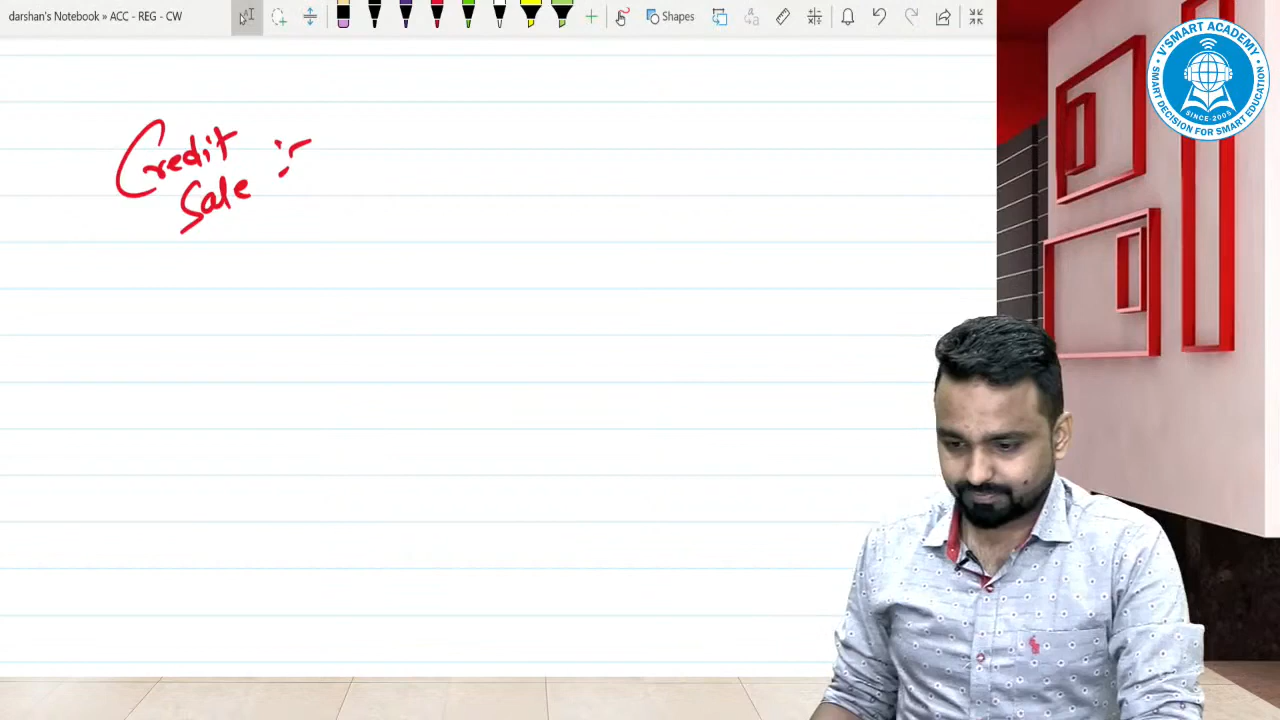 darshan's Notebook » ACC - REG - CW
Shapes
Credit :-
Sale
V'SMART ACADEMY
SMART DECISION FOR SMART EDUCATION
SINCE-2005